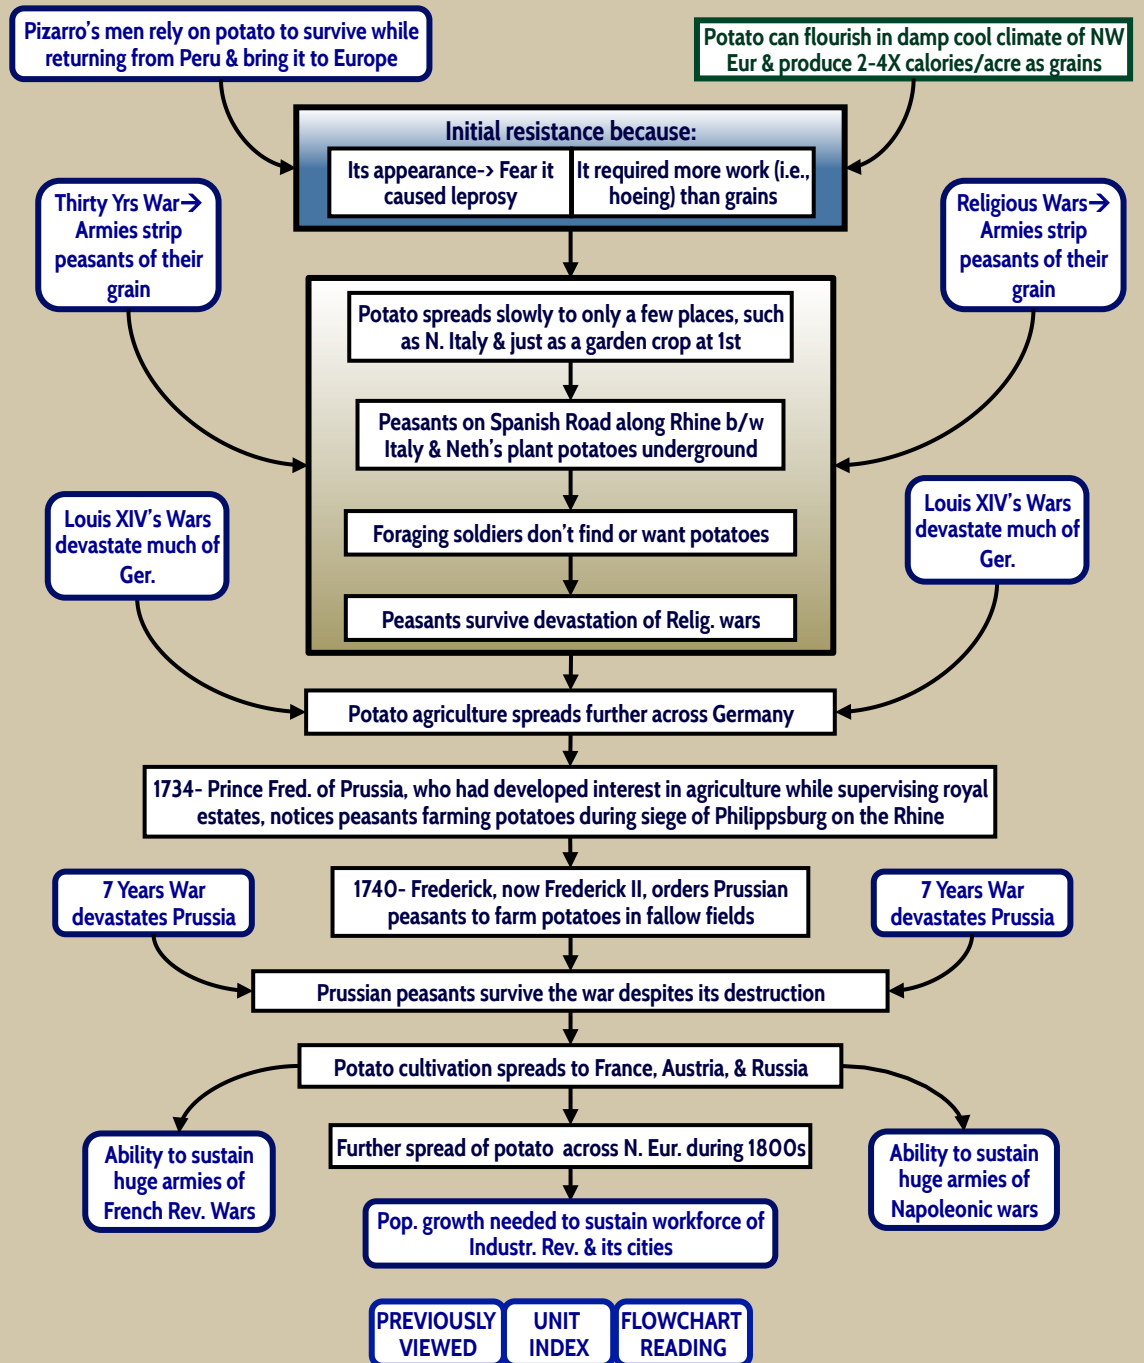 Pizarro's men rely on potato to survive while
returning from Peru & bring it to Europe
Potato can flourish in damp cool climate of NW
Eur & produce 2-4X calories/acre as grains
Initial resistance because:
Its appearance-> Fear it
caused leprosy
It required more work (i.e.,
hoeing) than grains
Thirty Yrs War→
Armies strip
peasants of their
grain
Religious Wars→
Armies strip
peasants of their
grain
Potato spreads slowly to only a few places, such
as N. Italy & just as a garden crop at 1st
Peasants on Spanish Road along Rhine b/w
Italy & Neth's plant potatoes underground
Foraging soldiers don't find or want potatoes
Peasants survive devastation of Relig. wars
Louis XIV's Wars
devastate much of
Ger.
Louis XIV's Wars
devastate much of
Ger.
Potato agriculture spreads further across Germany
1734- Prince Fred. of Prussia, who had developed interest in agriculture while supervising royal
estates, notices peasants farming potatoes during siege of Philippsburg on the Rhine
7 Years War
devastates Prussia
1740- Frederick, now Frederick II, orders Prussian
peasants to farm potatoes in fallow fields
7 Years War
devastates Prussia
Prussian peasants survive the war despites its destruction
Potato cultivation spreads to France, Austria, & Russia
Ability to sustain
huge armies of
French Rev. Wars
Further spread of potato across N. Eur. during 1800s
Ability to sustain
huge armies of
Napoleonic wars
Pop. growth needed to sustain workforce of
Industr. Rev. & its cities
PREVIOUSLY
VIEWED
UNIT
INDEX
FLOWCHART
READING